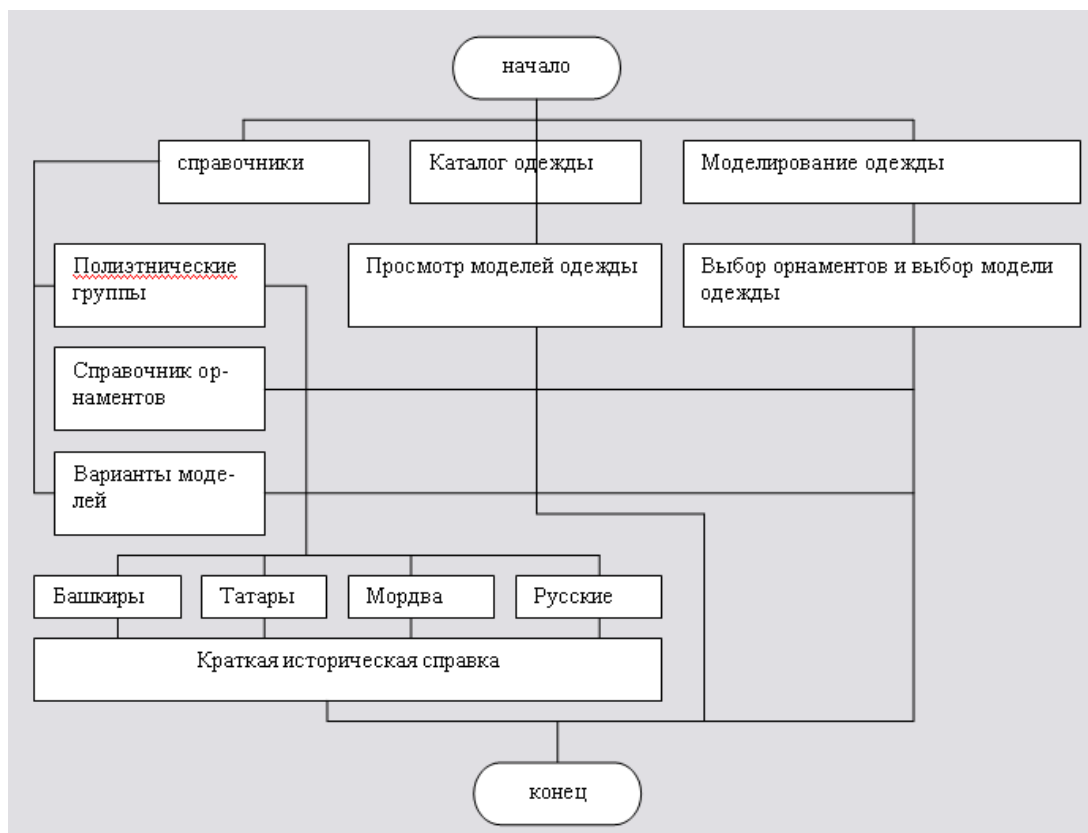 начало
справочники
Каталог одежды
Моделирование одежды
Полиэтнические
группы
Просмотр моделей одежды
Выбор орнаментов и выбор модели
одежды
Справочник ор-
наментов
Варианты моде-
лей
Башкиры
Татары
Мордва
Русские
Краткая историческая справка
конец